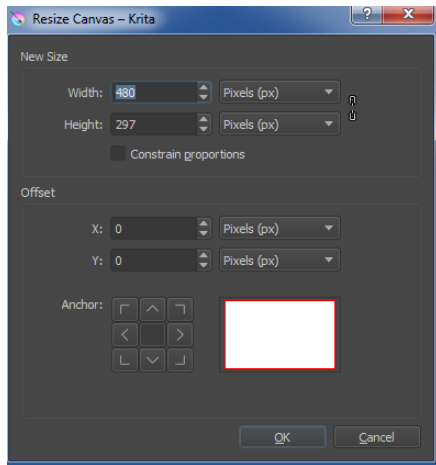 Resize Canvas – Krita
?
X
New Size
Width: 480 Pixels (px)
Height: 297 Pixels (px)
Constrain proportions
Offset
X: 0 Pixels (px)
Y: 0 Pixels (px)
Anchor:
OK Cancel